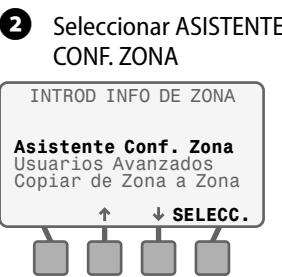 2 Seleccionar ASISTENTE
CONF. ZONA
INTROD INFO DE ZONA
Asistente Conf. Zona
Usuarios Avanzados
Copiar de Zona a Zona
↑ ↓ SELECC.